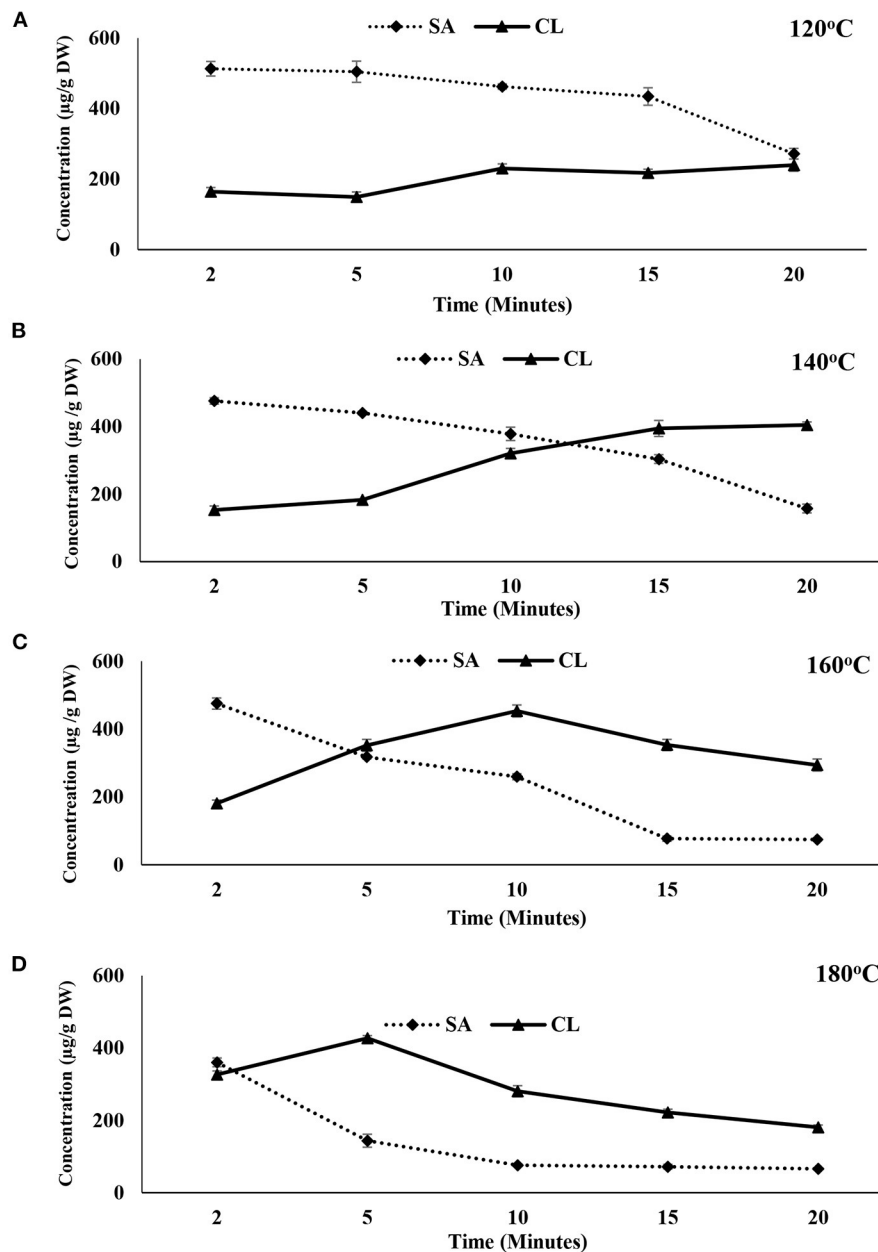 A
SA CL
120°C
Concentration (µg/g DW)
600
400
200
0
2 5 10 15 20
Time (Minutes)
B
SA CL
140°C
Concentration (µg /g DW)
600
400
200
0
2 5 10 15 20
Time (Minutes)
C
SA CL
160°C
Concentreation (µg /g DW)
600
400
200
0
2 5 10 15 20
Time (Minutes)
D
SA CL
180°C
Concentration (µg/g DW)
600
400
200
0
2 5 10 15 20
Time (Minutes)